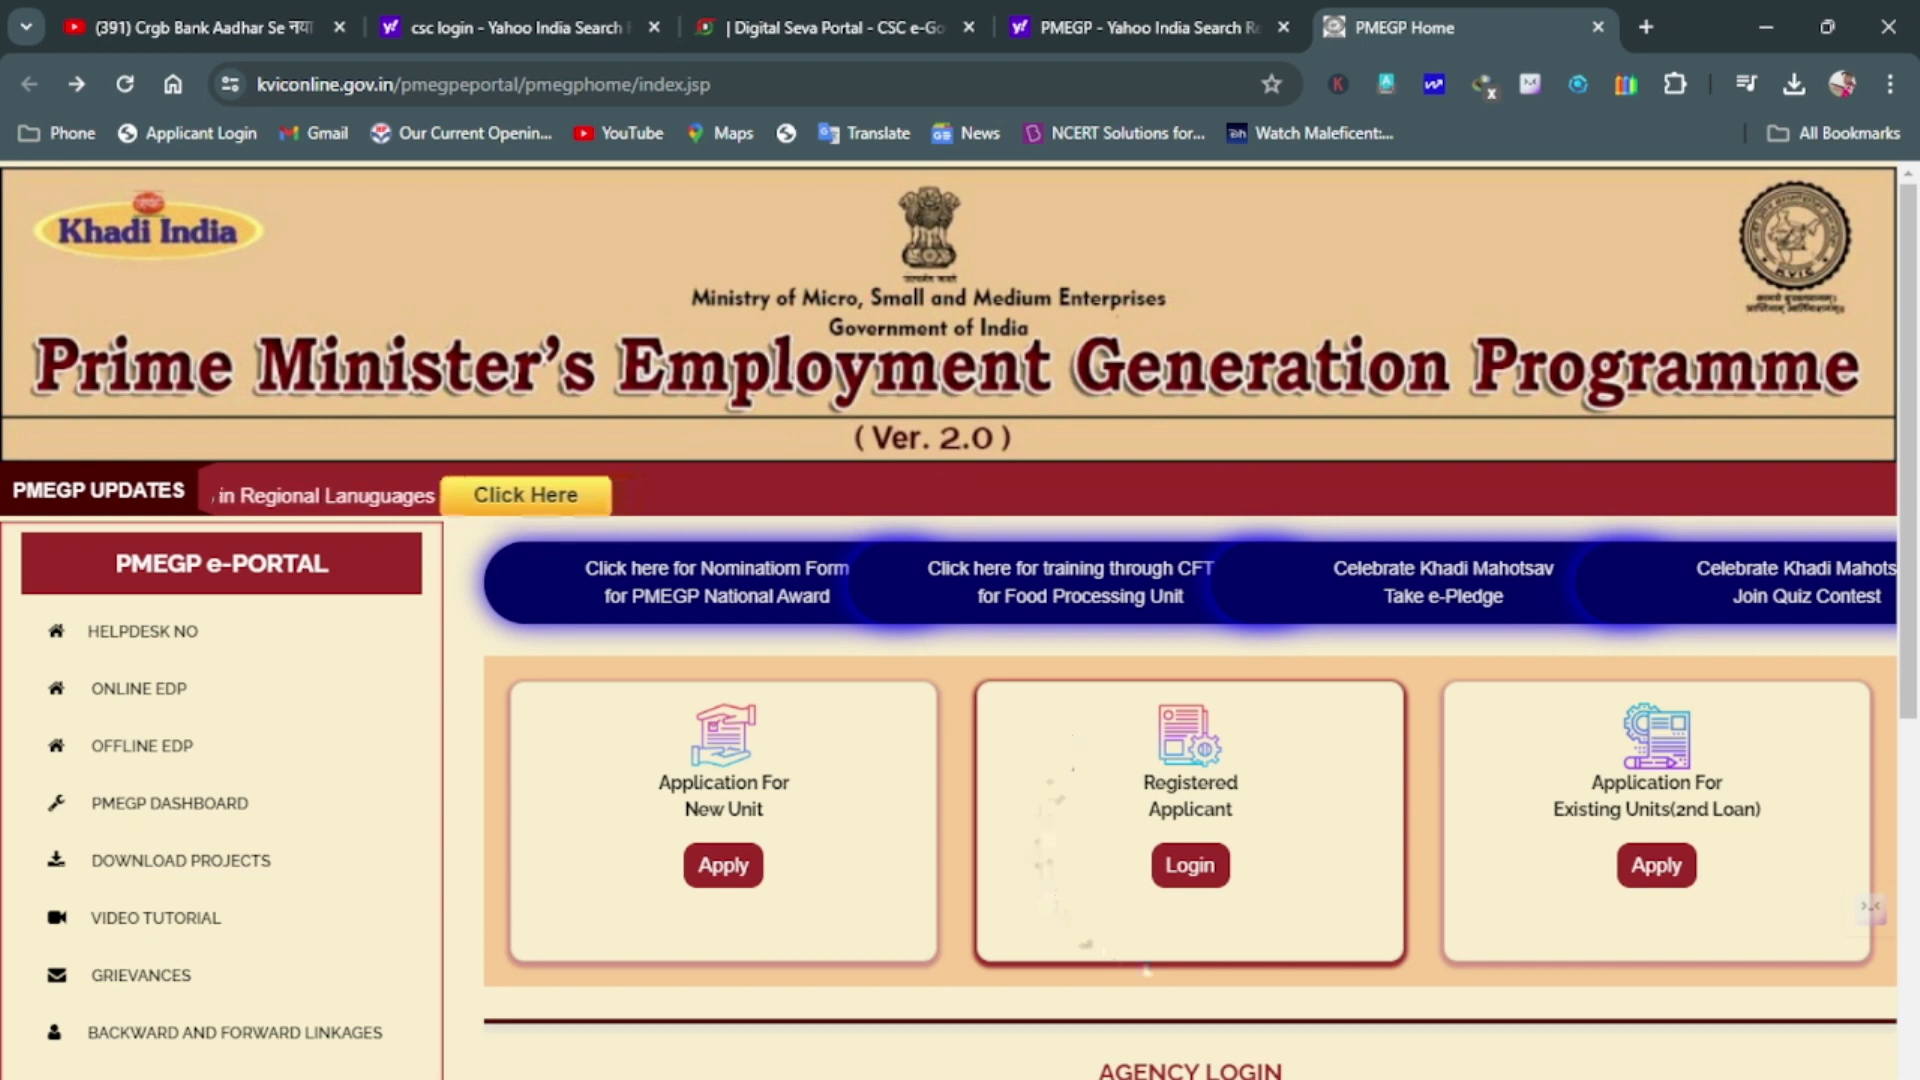 (391) Crgb Bank Aadhar Se नया
csc login - Yahoo India Search
| Digital Seva Portal - CSC e-Go
PMEGP - Yahoo India Search Re
PMEGP Home
kviconline.gov.in/pmegpeportal/pmegphome/index.jsp
Phone
Applicant Login
Gmail
Our Current Openin...
YouTube
Maps
Translate
News
NCERT Solutions for...
Watch Maleficent:...
All Bookmarks
Khadi India
Ministry of Micro, Small and Medium Enterprises
Government of India
Prime Minister's Employment Generation Programme
( Ver. 2.0 )
PMEGP UPDATES
, in Regional Lanuguages
Click Here
PMEGP e-PORTAL
HELPDESK NO
ONLINE EDP
OFFLINE EDP
PMEGP DASHBOARD
DOWNLOAD PROJECTS
VIDEO TUTORIAL
GRIEVANCES
BACKWARD AND FORWARD LINKAGES
Click here for Nominatiom Form
for PMEGP National Award
Click here for training through CFT
for Food Processing Unit
Celebrate Khadi Mahotsav
Take e-Pledge
Celebrate Khadi Mahots
Join Quiz Contest
Application For
New Unit
Apply
Registered
Applicant
Login
Application For
Existing Units(2nd Loan)
Apply
AGENCY LOGIN